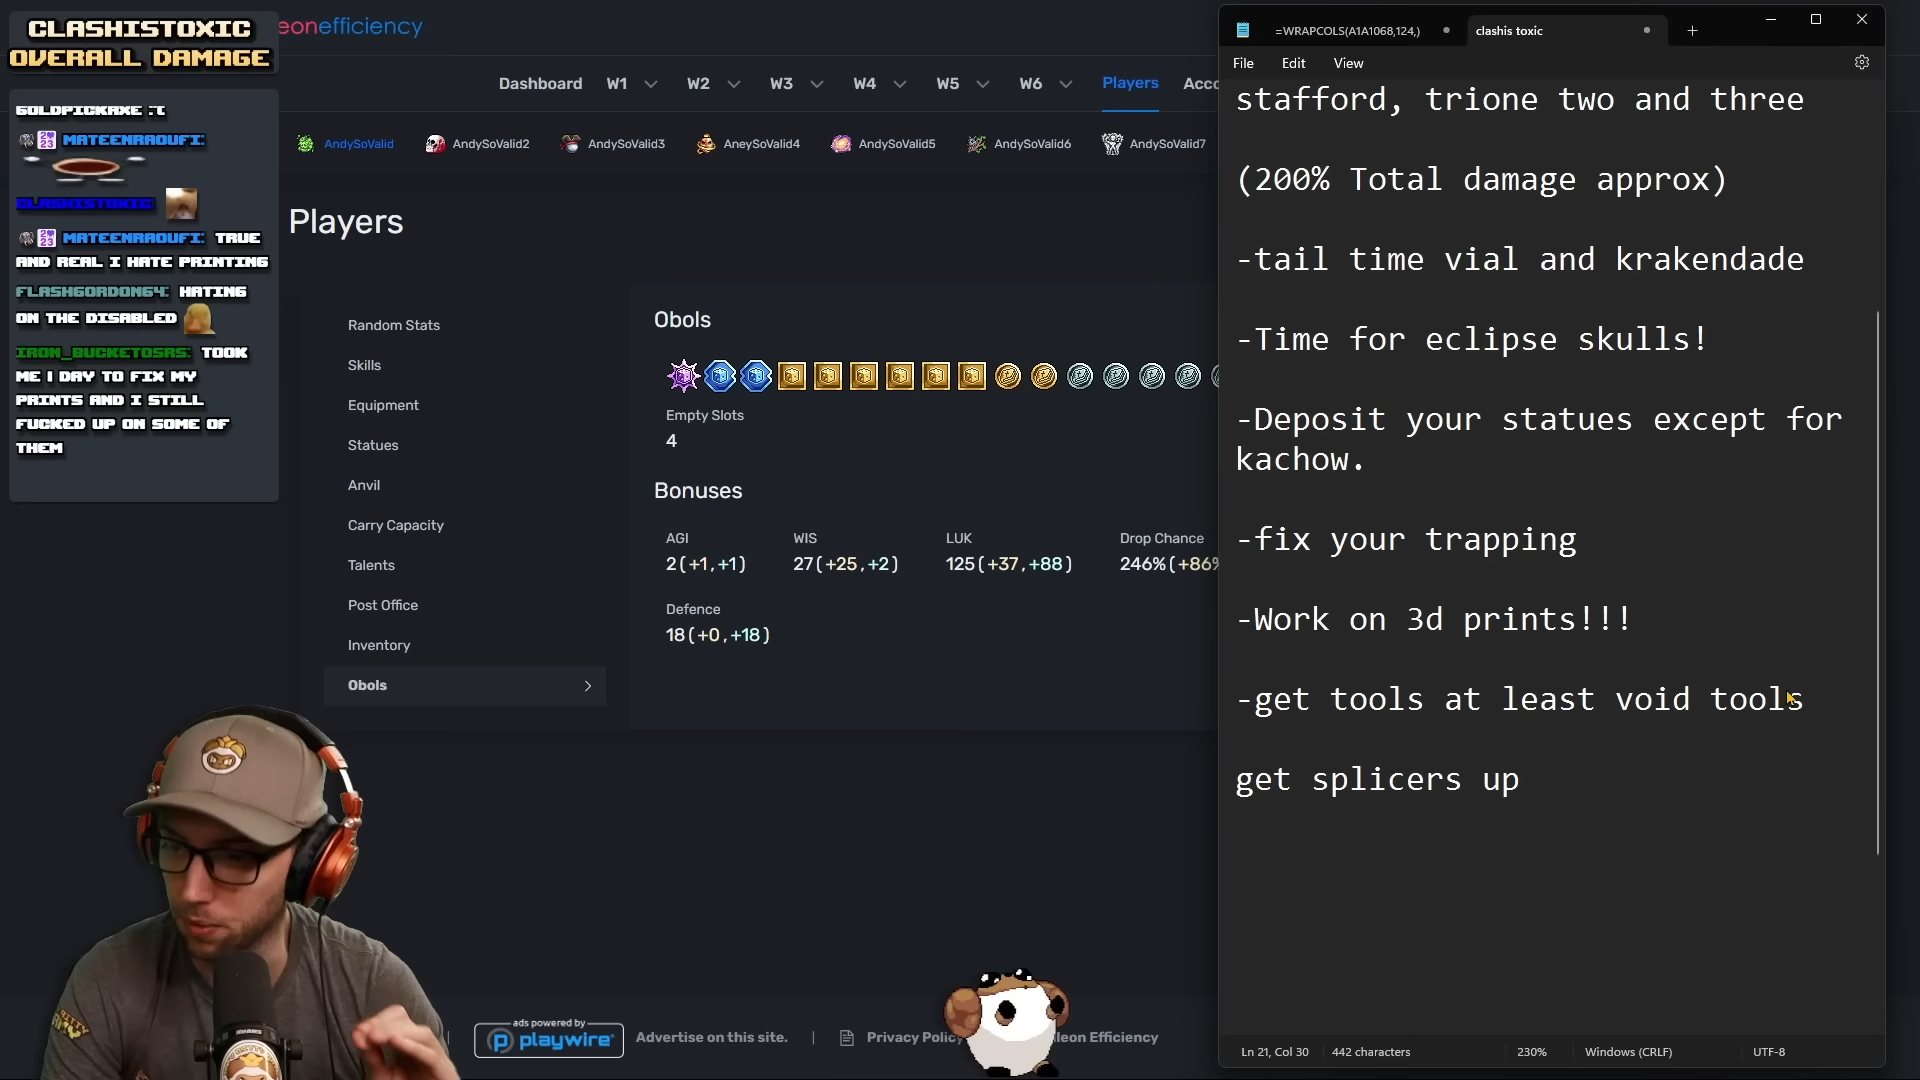 CLASHISTOXIC
OVERALL DAMAGE
GOLDPICKAXE :T
MATEENRAOUFI:
CLASHISTOXIC:
MATEENRAOUFI: TRUE
AND REAL I HATE PRINTING
FLASHGORDON64: HATING
ON THE DISABLED
IRON_BUCKETOSRS: TOOK
ME 1 DAY TO FIX MY
PRINTS AND I STILL
FUCKED UP ON SOME OF
THEM
eonefficiency
Dashboard W1 W2 W3 W4 W5 W6 Players Acco
AndySoValid AndySoValid2 AndySoValid3 AneySoValid4 AndySoValid5 AndySoValid6 AndySoValid7
Players
Random Stats
Skills
Equipment
Statues
Anvil
Carry Capacity
Talents
Post Office
Inventory
Obols
Obols
Empty Slots
4
Bonuses
AGI WIS LUK Drop Chance
2(+1,+1) 27(+25,+2) 125(+37,+88) 246%(+86%
Defence
18(+0,+18)
ads powered by
playwire
Advertise on this site. | Privacy Policy leon Efficiency
=WRAPCOLS(A1A1068,124,) clashis toxic
File Edit View
stafford, trione two and three
(200% Total damage approx)
-tail time vial and krakendade
-Time for eclipse skulls!
-Deposit your statues except for
kachow.
-fix your trapping
-Work on 3d prints!!!
-get tools at least void tools
get splicers up
Ln 21, Col 30 442 characters 230% Windows (CRLF) UTF-8